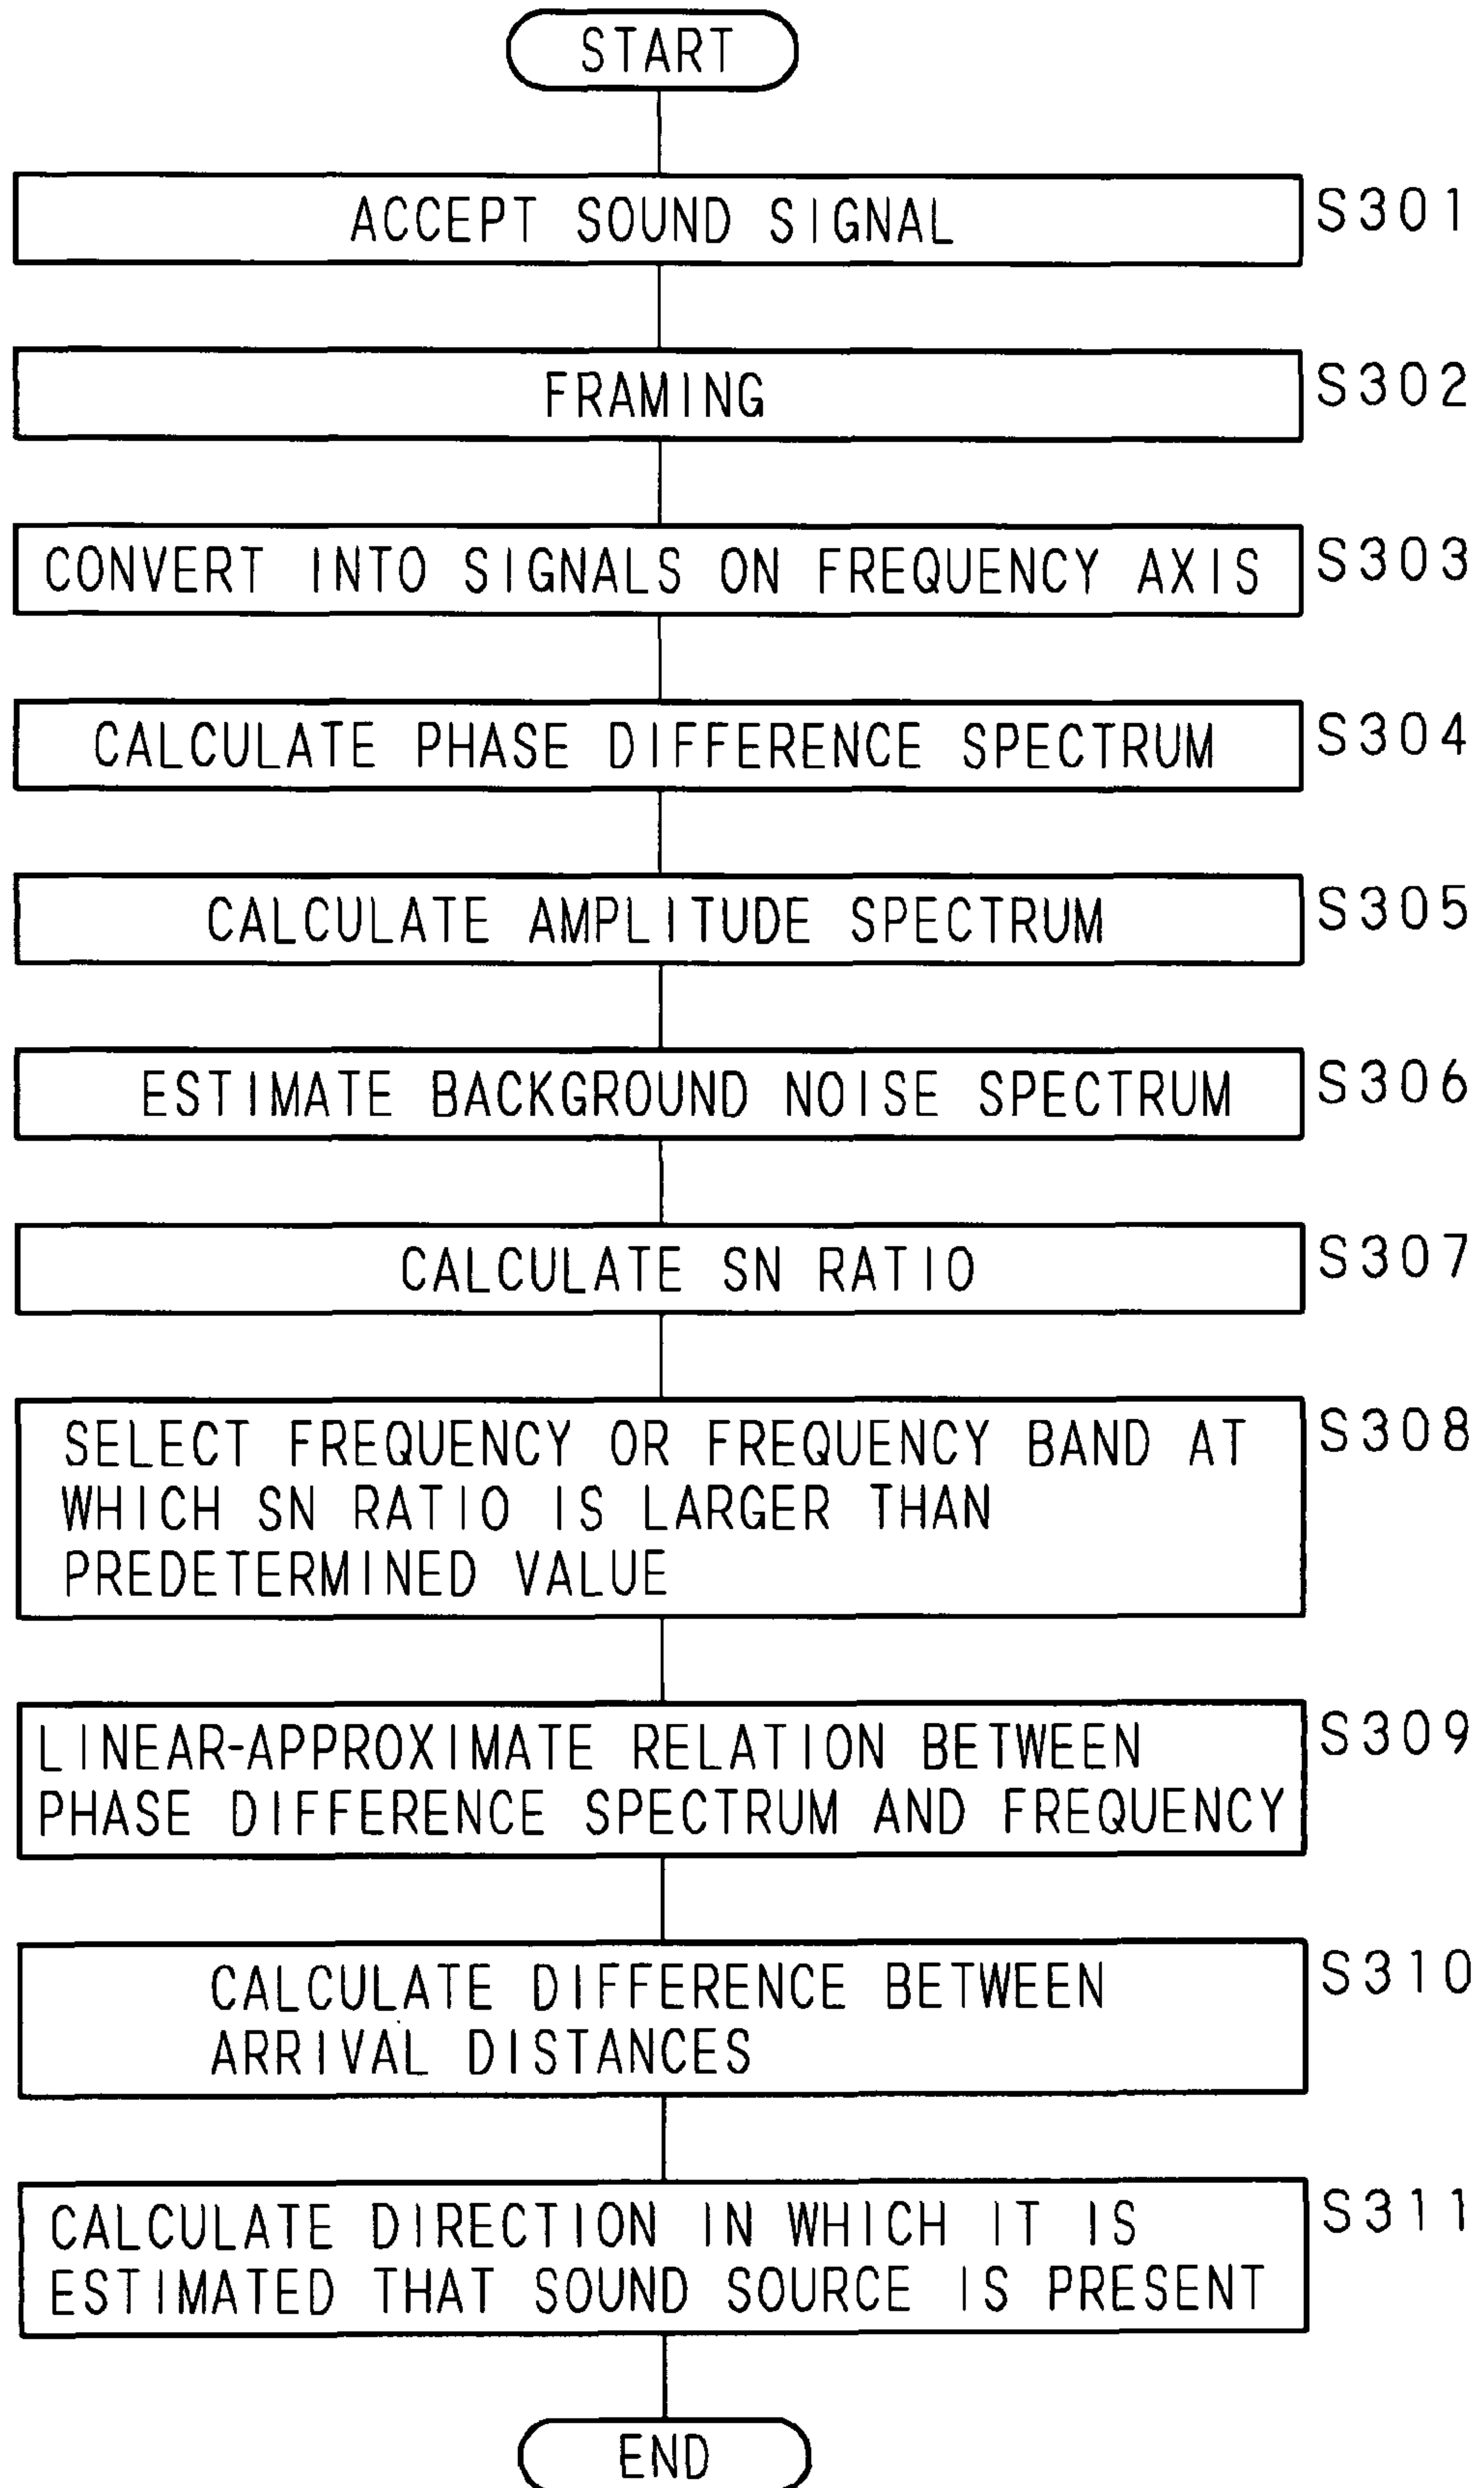 START
ACCEPT SOUND SIGNAL
S301
FRAMING
S302
CONVERT INTO SIGNALS ON FREQUENCY AXIS
S303
CALCULATE PHASE DIFFERENCE SPECTRUM
S304
CALCULATE AMPLITUDE SPECTRUM
S305
ESTIMATE BACKGROUND NOISE SPECTRUM
S306
CALCULATE SN RATIO
S307
SELECT FREQUENCY OR FREQUENCY BAND AT
WHICH SN RATIO IS LARGER THAN
PREDETERMINED VALUE
S308
LINEAR-APPROXIMATE RELATION BETWEEN
PHASE DIFFERENCE SPECTRUM AND FREQUENCY
S309
CALCULATE DIFFERENCE BETWEEN
ARRIVAL DISTANCES
S310
CALCULATE DIRECTION IN WHICH IT IS
ESTIMATED THAT SOUND SOURCE IS PRESENT
S311
END